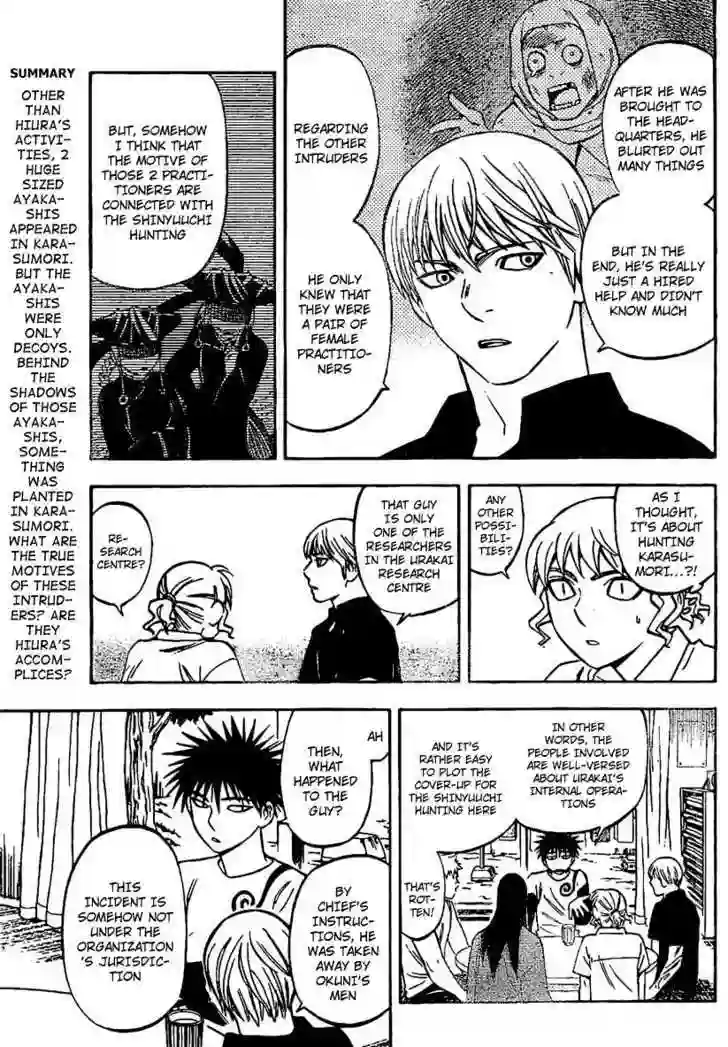 SUMMARY
OTHER
THAN
HIURA'S
ACTIVI-
TIES, 2
HUGE
SIZED
AYAKA-
SHIS
APPEARED
IN KARA-
SUMORI.
BUT THE
AYAKA-
SHIS
WERE
ONLY
DECOYS.
BEHIND
THE
SHADOWS
OF THOSE
AYAKA-
SHIS,
SOME-
THING
WAS
PLANTED
IN KARA-
SUMORI.
WHAT ARE
THE TRUE
MOTIVES
OF THESE
INTRUD-
ERS? ARE
THEY
HIURA'S
ACCOM-
PLICES?
AFTER HE WAS
BROUGHT TO
THE HEAD-
QUARTERS, HE
BLURTED OUT
MANY THINGS
BUT IN THE
END, HE'S REALLY
JUST A HIRED
HELP AND DIDN'T
KNOW MUCH
REGARDING
THE OTHER
INTRUDERS
HE ONLY
KNEW THAT
THEY WERE
A PAIR OF
FEMALE
PRACTITIO-
NERS
BUT, SOMEHOW
I THINK THAT
THE MOTIVE OF
THOSE 2 PRACTI-
TIONERS ARE
CONNECTED WITH
THE SHINYUUCHI
HUNTING
AS I
THOUGHT,
IT'S ABOUT
HUNTING
KARASU-
MORI...?!
ANY
OTHER
POSSI-
BILI-
TIES?
THAT GUY
IS ONLY
ONE OF THE
RESEARCHERS
IN THE URAKAI
RESEARCH
CENTRE
RE-
SEARCH
CENTRE?
IN OTHER
WORDS, THE
PEOPLE INVOLVED
ARE WELL-VERSED
ABOUT URAKAI'S
INTERNAL OPERA-
TIONS
AND IT'S
RATHER EASY
TO PLOT THE
COVER-UP FOR
THE SHINYUUCHI
HUNTING HERE
THAT'S
ROT-
TEN!
AH
THEN,
WHAT
HAPPENED
TO THE
GUY?
BY
CHIEF'S
INSTRUC-
TIONS, HE
WAS TAKEN
AWAY BY
OKUNI'S
MEN
THIS
INCIDENT IS
SOMEHOW NOT
UNDER THE
ORGANIZATION
'S JURISDIC-
TION